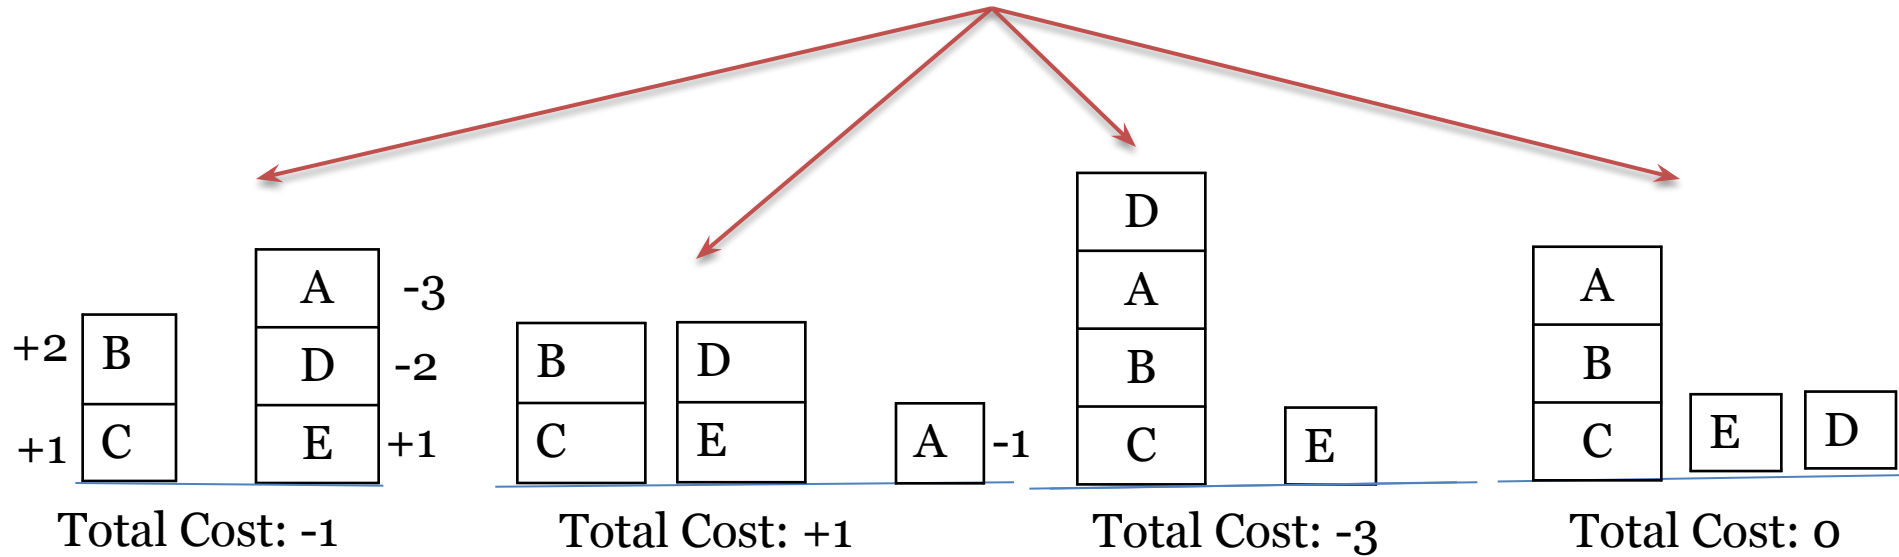 +2 B
+1 C
A -3
D -2
E +1
Total Cost: -1
B
C
D
E
A -1
Total Cost: +1
D
A
B
C
E
Total Cost: -3
A
B
C
E
D
Total Cost: 0